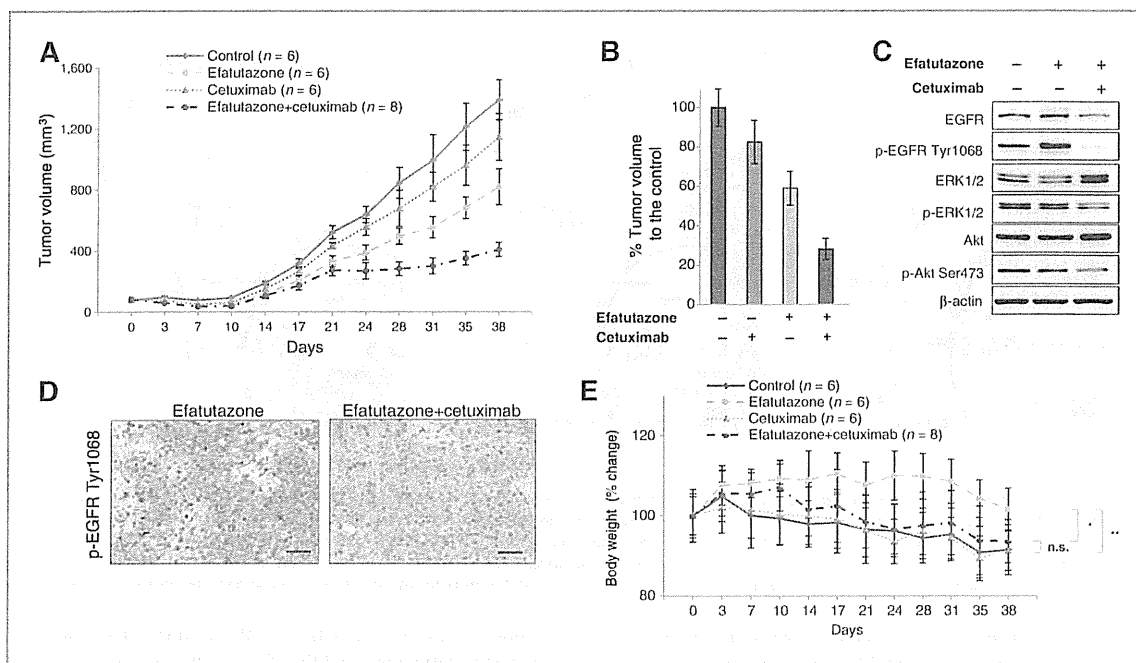 A
Control (n = 6)
Efatutazone (n = 6)
Cetuximab (n = 6)
Efatutazone+cetuximab (n = 8)
Tumor volume (mm³)
1,600
1,200
800
400
0
0 3 7 10 14 17 21 24 28 31 35 38
Days
B
% Tumor volume
to the control
100
80
60
40
20
0
Efatutazone – – + +
Cetuximab – + – +
C
Efatutazone – + +
Cetuximab – – +
EGFR
p-EGFR Tyr1068
ERK1/2
p-ERK1/2
Akt
p-Akt Ser473
β-actin
D
Efatutazone
Efatutazone+cetuximab
p-EGFR Tyr1068
E
Control (n = 6)
Efatutazone (n = 6)
Cetuximab (n = 6)
Efatutazone+cetuximab (n = 8)
Body weight (% change)
120
100
80
0 3 7 10 14 17 21 24 28 31 35 38
Days
n.s.
*
**